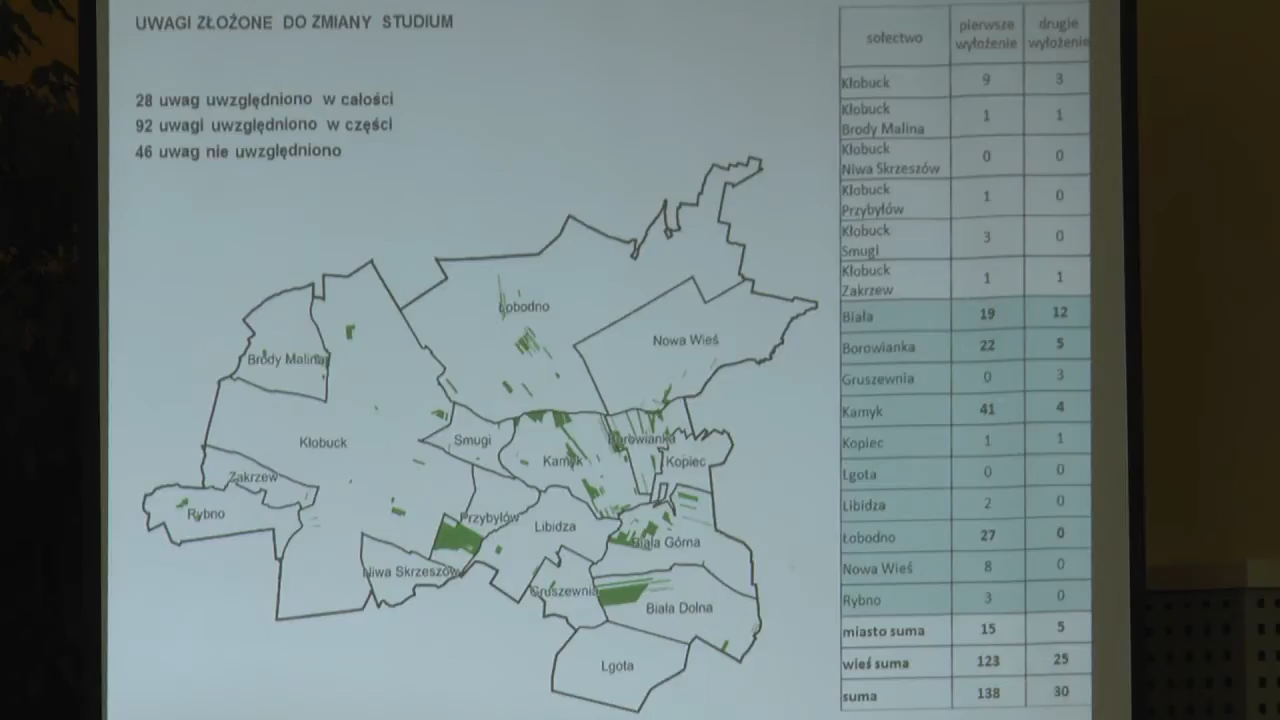 UWAGI ZŁOŻONE DO ZMIANY STUDIUM
28 uwag uwzględniono w całości
92 uwagi uwzględniono w części
46 uwag nie uwzględniono
Łobodno
Nowa Wieś
Brody Malina
Kłobuck
Smugi
Borowianka
Kamyk
Kopiec
Zakrzew
Rybno
Przybyłów
Libidza
Biała Górna
Niwa Skrzeszów
Gruszewnia
Biała Dolna
Lgota
sołectwo pierwsze wyłożenie drugie wyłożenie
Kłobuck 9 3
Kłobuck Brody Malina 1 1
Kłobuck Niwa Skrzeszów 0 0
Kłobuck Przybyłów 1 0
Kłobuck Smugi 3 0
Kłobuck Zakrzew 1 1
Biała 19 12
Borowianka 22 5
Gruszewnia 0 3
Kamyk 41 4
Kopiec 1 1
Lgota 0 0
Libidza 2 0
Łobodno 27 0
Nowa Wieś 8 0
Rybno 3 0
miasto suma 15 5
wieś suma 123 25
suma 138 30